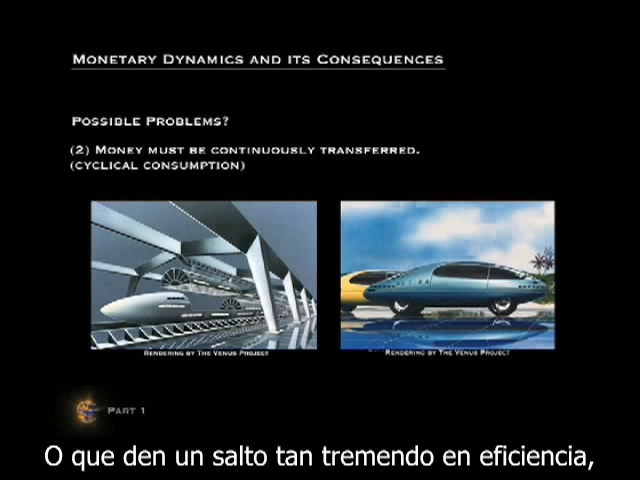 Monetary Dynamics and its Consequences
Possible Problems?
(2) Money must be continuously transferred.
(cyclical consumption)
Rendering by The Venus Project
Rendering by The Venus Project
Part 1
O que den un salto tan tremendo en eficiencia,